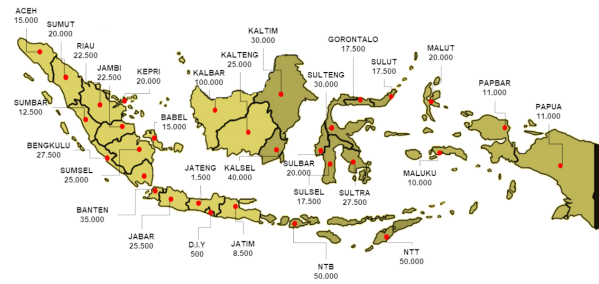 ACEH
15.000
SUMUT
20.000
RIAU
22.500
JAMBI
22.500
KEPRI
20.000
SUMBAR
12.500
BABEL
15.000
BENGKULU
27.500
SUMSEL
25.000
BANTEN
35.000
JABAR
25.500
JATENG
1.500
D.I.Y
500
JATIM
8.500
KALBAR
100.000
KALTENG
25.000
KALTIM
30.000
KALSEL
40.000
SULTENG
30.000
GORONTALO
17.500
SULUT
17.500
SULBAR
20.000
SULSEL
17.500
SULTRA
27.500
NTB
50.000
NTT
50.000
MALUT
20.000
MALUKU
10.000
PAPBAR
11.000
PAPUA
11.000